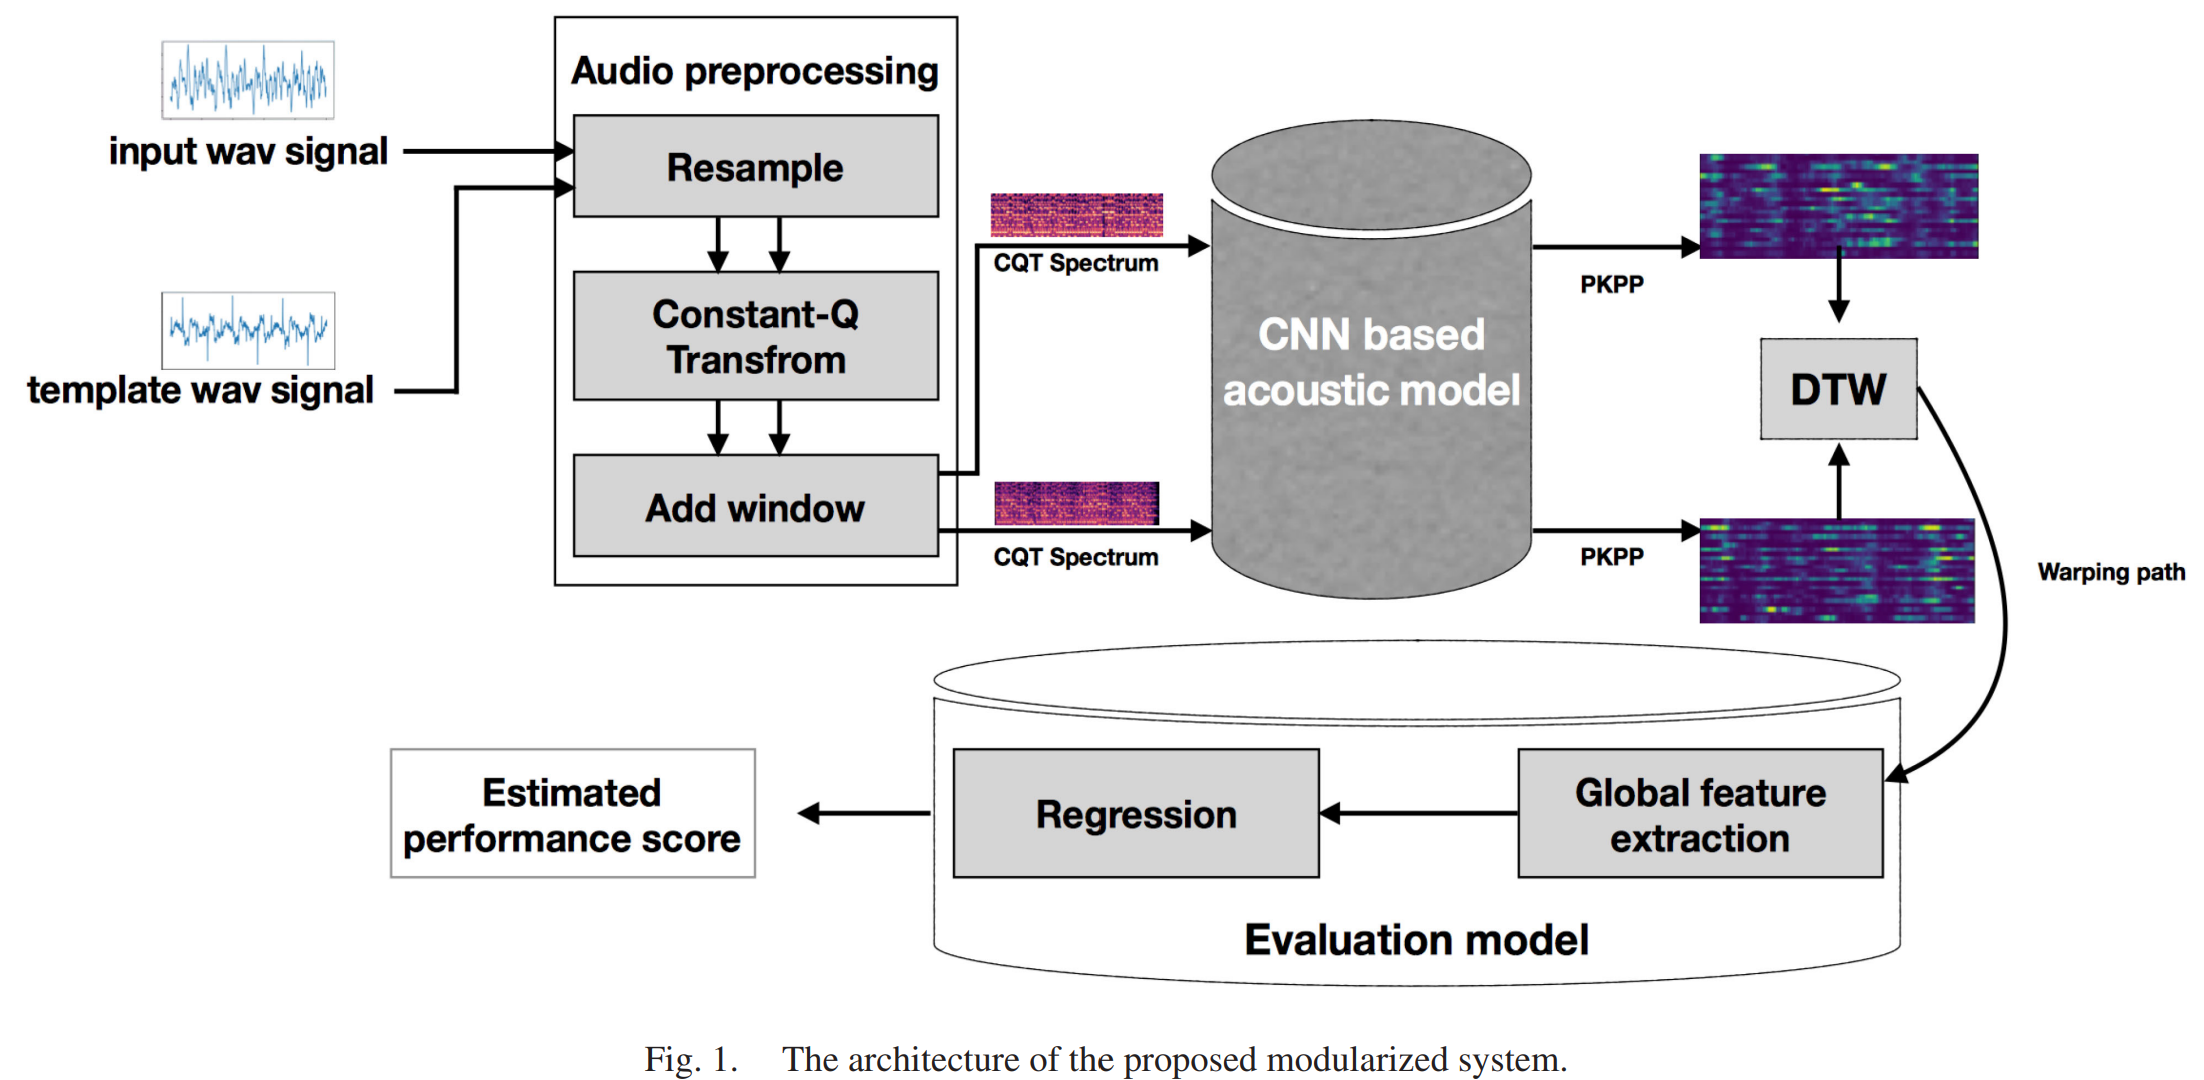 Audio preprocessing
input wav signal
Resample
template wav signal
Constant-Q
Transfrom
Add window
CQT Spectrum
CQT Spectrum
CNN based
acoustic model
PKPP
PKPP
DTW
Warping path
Global feature
extraction
Regression
Evaluation model
Estimated
performance score
Fig. 1. The architecture of the proposed modularized system.